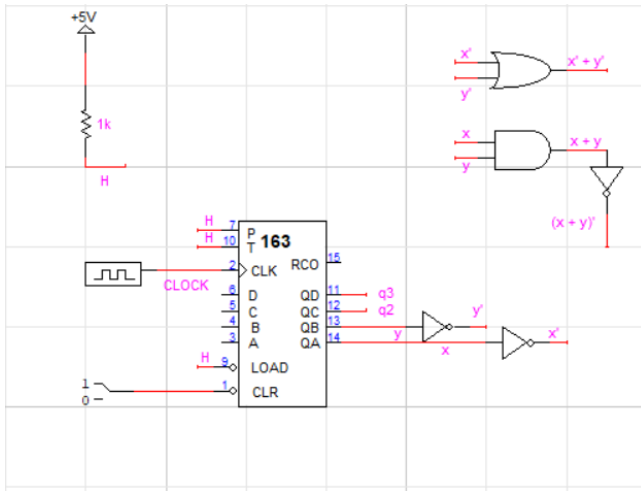 +5V
x'
x' + y'
y'
1k
x
x + y
y
H
(x + y)'
H
7
P
163
H
10
T
RCO
15
2
CLK
CLOCK
6
D
QD
11
q3
5
C
QC
12
q2
4
B
QB
13
y'
3
A
QA
14
y
x
x'
H
9
LOAD
1
0
1
CLR